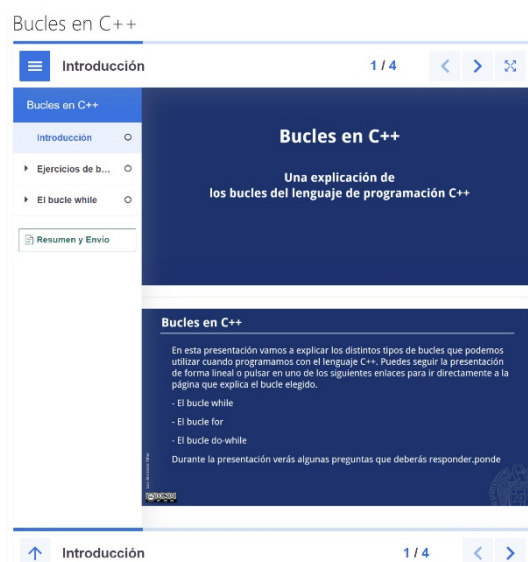 Bucles en C++
Introducción
1 / 4
Bucles en C++
Introducción
Ejercicios de b...
El bucle while
Resumen y Envío
Bucles en C++
Una explicación de
los bucles del lenguaje de programación C++
Bucles en C++
En esta presentación vamos a explicar los distintos tipos de bucles que podemos
utilizar cuando programamos con el lenguaje C++. Puedes seguir la presentación
de forma lineal o pulsar en uno de los siguientes enlaces para ir directamente a la
página que explica el bucle elegido.
- El bucle while
- El bucle for
- El bucle do-while
Durante la presentación verás algunas preguntas que deberás responder.ponde
Introducción
1 / 4